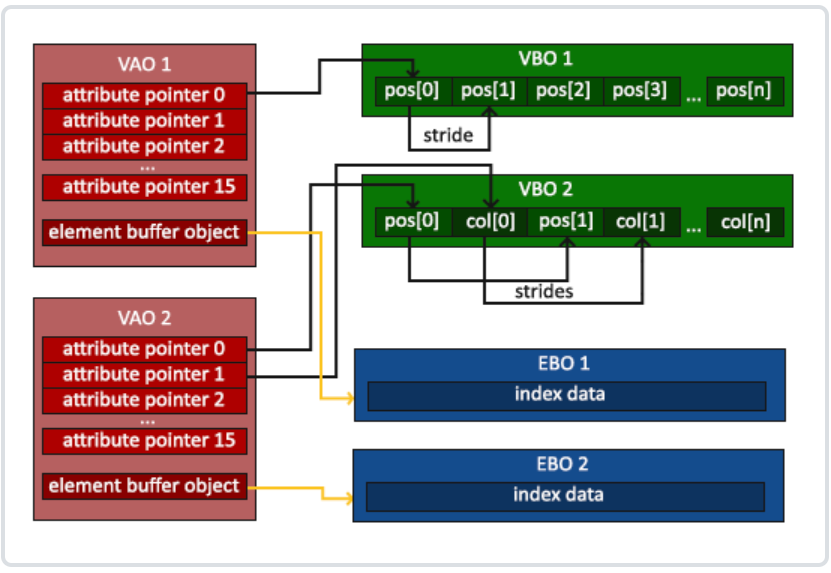 VAO 1
attribute pointer 0
attribute pointer 1
attribute pointer 2
...
attribute pointer 15
element buffer object
VBO 1
pos[0] pos[1] pos[2] pos[3] ... pos[n]
stride
VBO 2
pos[0] col[0] pos[1] col[1] ... col[n]
strides
VAO 2
attribute pointer 0
attribute pointer 1
attribute pointer 2
...
attribute pointer 15
element buffer object
EBO 1
index data
EBO 2
index data